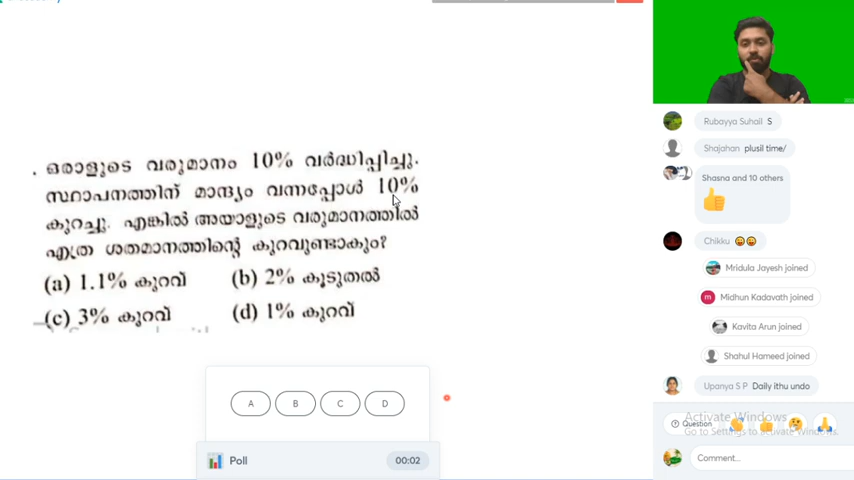 . ഒരാളുടെ വരുമാനം 10% വർദ്ധിപ്പിച്ചു.
സ്ഥാപനത്തിന് മാന്ദ്യം വന്നപ്പോൾ 10%
കുറച്ചു. എങ്കിൽ അയാളുടെ വരുമാനത്തിൽ
എത്ര ശതമാനത്തിന്റെ കുറവുണ്ടാകും?
(a) 1.1% കുറവ് (b) 2% കൂടുതൽ
(c) 3% കുറവ് (d) 1% കുറവ്
A B C D
Poll 00:02
Rubayya Suhail S
Shajahan plusil time/
Shasna and 10 others
Chikku
Mridula Jayesh joined
Midhun Kadavath joined
Kavita Arun joined
Shahul Hameed joined
Upanya S P Daily ithu undo
Activate Windows
Question
Go to Settings to activate Windows.
Comment...